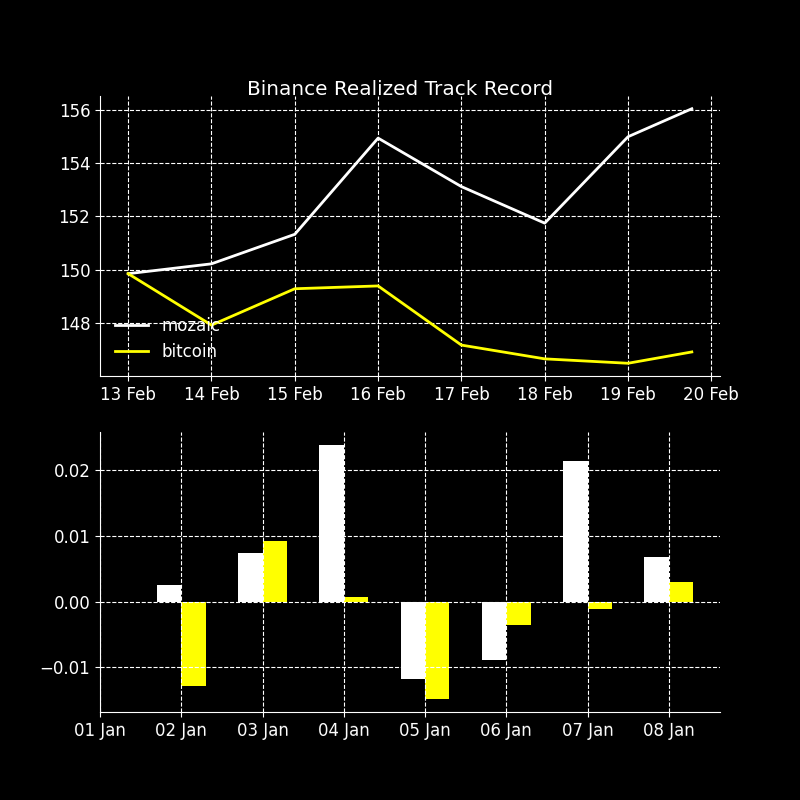 Binance Realized Track Record
156
154
152
150
148
mozaic
bitcoin
13 Feb 14 Feb 15 Feb 16 Feb 17 Feb 18 Feb 19 Feb 20 Feb
0.02
0.01
0.00
−0.01
01 Jan 02 Jan 03 Jan 04 Jan 05 Jan 06 Jan 07 Jan 08 Jan